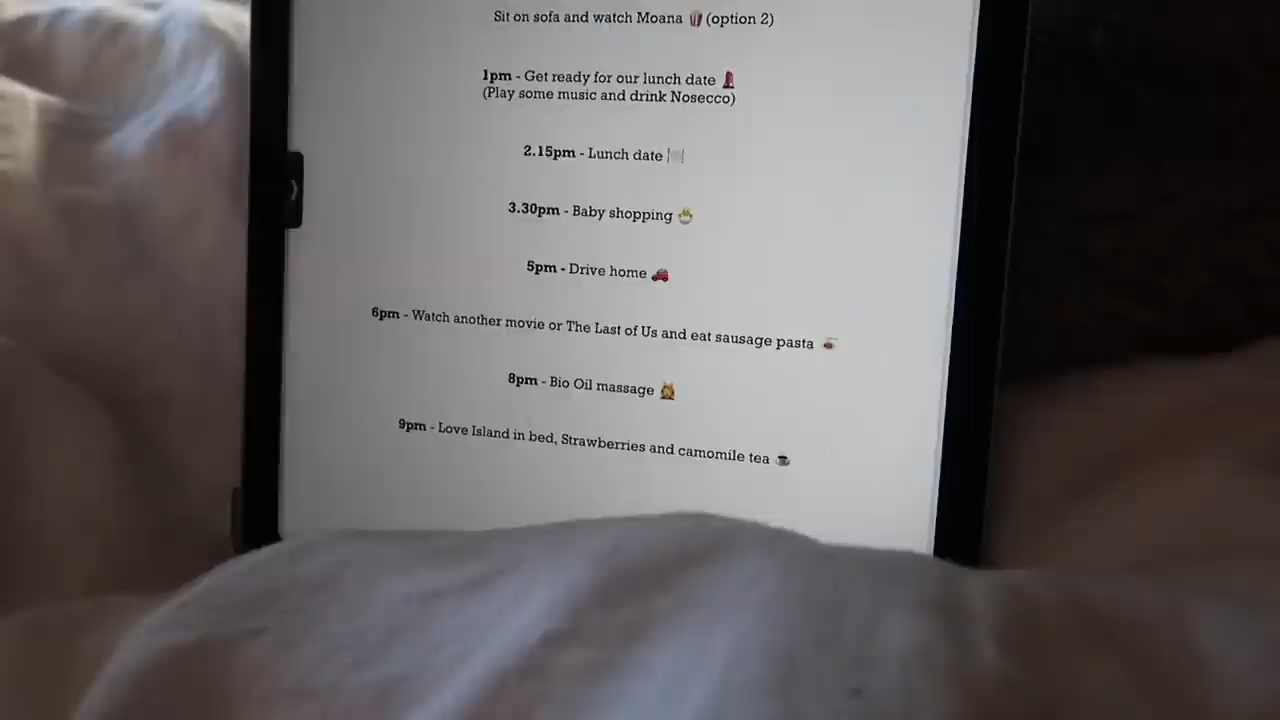 Sit on sofa and watch Moana 🍿 (option 2)
1pm - Get ready for our lunch date 💄
(Play some music and drink Nosecco)
2.15pm - Lunch date 🍽️
3.30pm - Baby shopping 🐣
5pm - Drive home 🚗
6pm - Watch another movie or The Last of Us and eat sausage pasta 🍝
8pm - Bio Oil massage 💆
9pm - Love Island in bed, Strawberries and camomile tea ☕